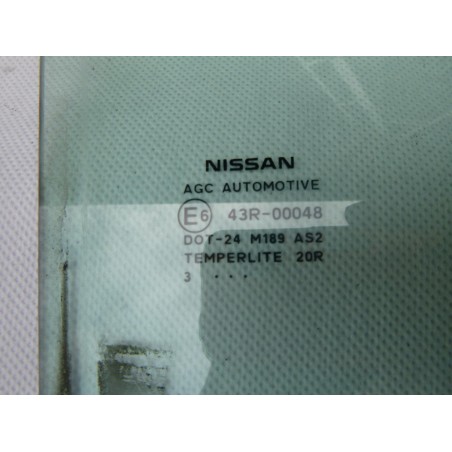 NISSAN
AGC AUTOMOTIVE
E6 43R-00048
DOT-24 M189 AS2
TEMPERLITE 20R
3 • • •